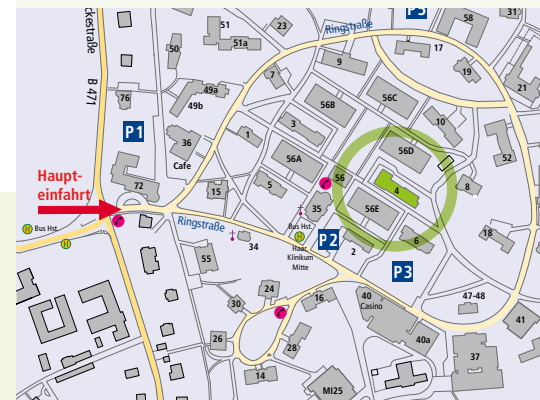 ckestraße
B 471
51
51a
23
50
Ringstraße
P3
58
31
17
19
21
9
7
76
49a
49b
56B
56C
10
P1
36
Cafe
1
3
56D
52
56A
56
Haupt-
einfahrt
72
15
5
4
8
35
56E
Ringstraße
H Bus Hst.
H
34
Bus Hst.
H
Haar,
Klinikum
Mitte
P2
2
6
18
55
P3
24
30
16
40
Casino
47-48
41
26
28
40a
37
14
MI25